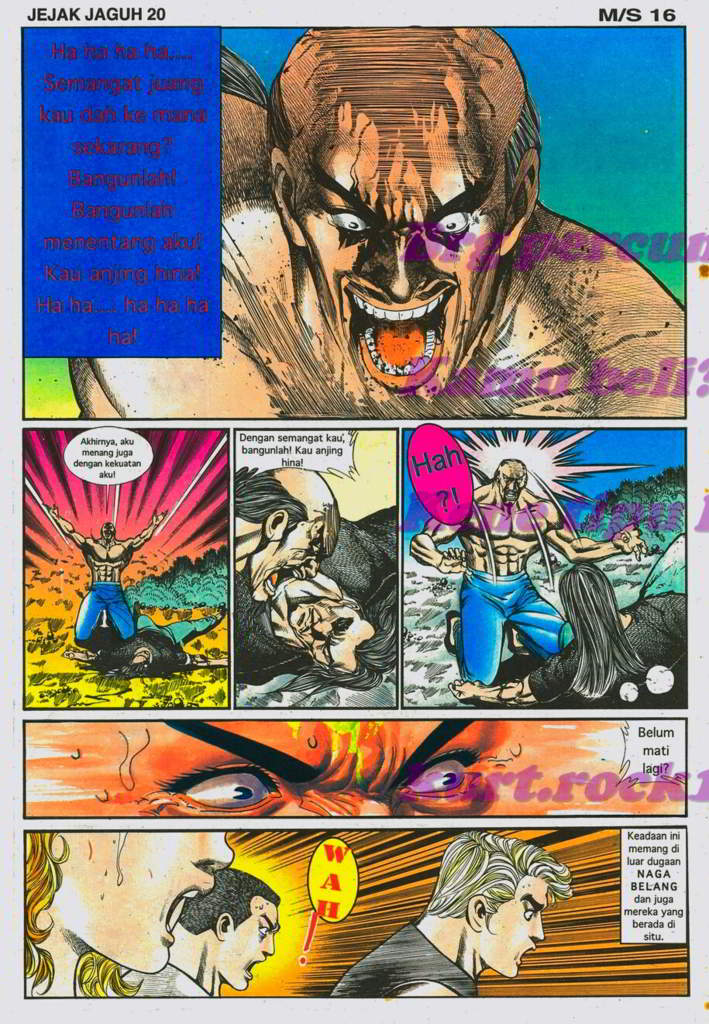 JEJAK JAGUH 20
M/S 16
Ha ha ha ha.....
Semangat juang
kau dah ke mana
sekarang?
Bangunlah!
Bangunlah
menentang aku!
Kau anjing hina!
Ha ha..... ha ha ha
ha!
Akhirnya, aku
menang juga
dengan kekuatan
aku!
Dengan semangat kau,
bangunlah! Kau anjing
hina!
Hah
?!
Belum
mati
lagi?
WAH!
Keadaan ini
memang di
luar dugaan
NAGA
BELANG
dan juga
mereka yang
berada di
situ.
Kamu beli?